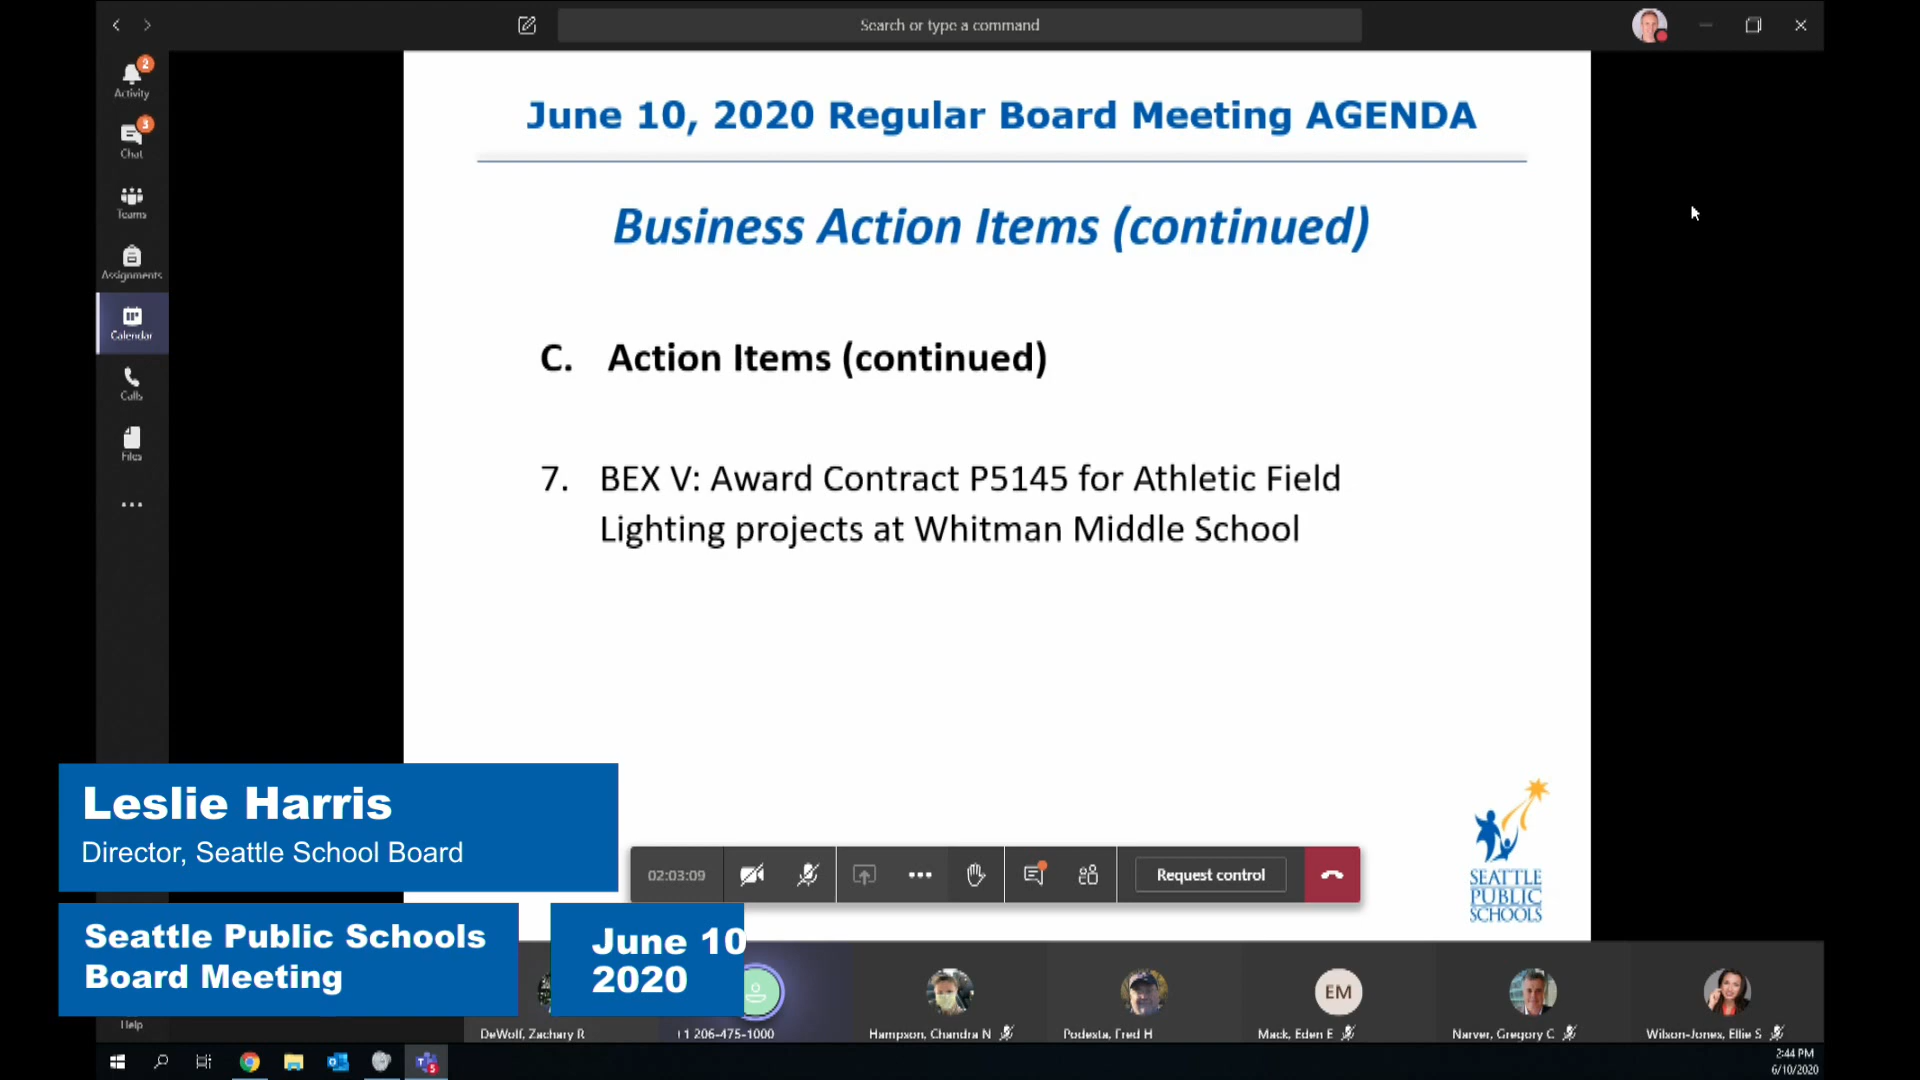 Search or type a command
2
Activity
3
Chat
Teams
Assignments
Calendar
Calls
Files
June 10, 2020 Regular Board Meeting AGENDA
Business Action Items (continued)
C. Action Items (continued)
7. BEX V: Award Contract P5145 for Athletic Field
Lighting projects at Whitman Middle School
SEATTLE
PUBLIC
SCHOOLS
Leslie Harris
Director, Seattle School Board
02:03:09
Request control
Seattle Public Schools
Board Meeting
June 10
2020
EM
Help
DeWolf, Zachary R
+1 206-475-1000
Hampson, Chandra N
Podesta, Fred H
Mack, Eden E
Narver, Gregory C
Wilson-Jones, Ellie S
5
2:44 PM
6/10/2020